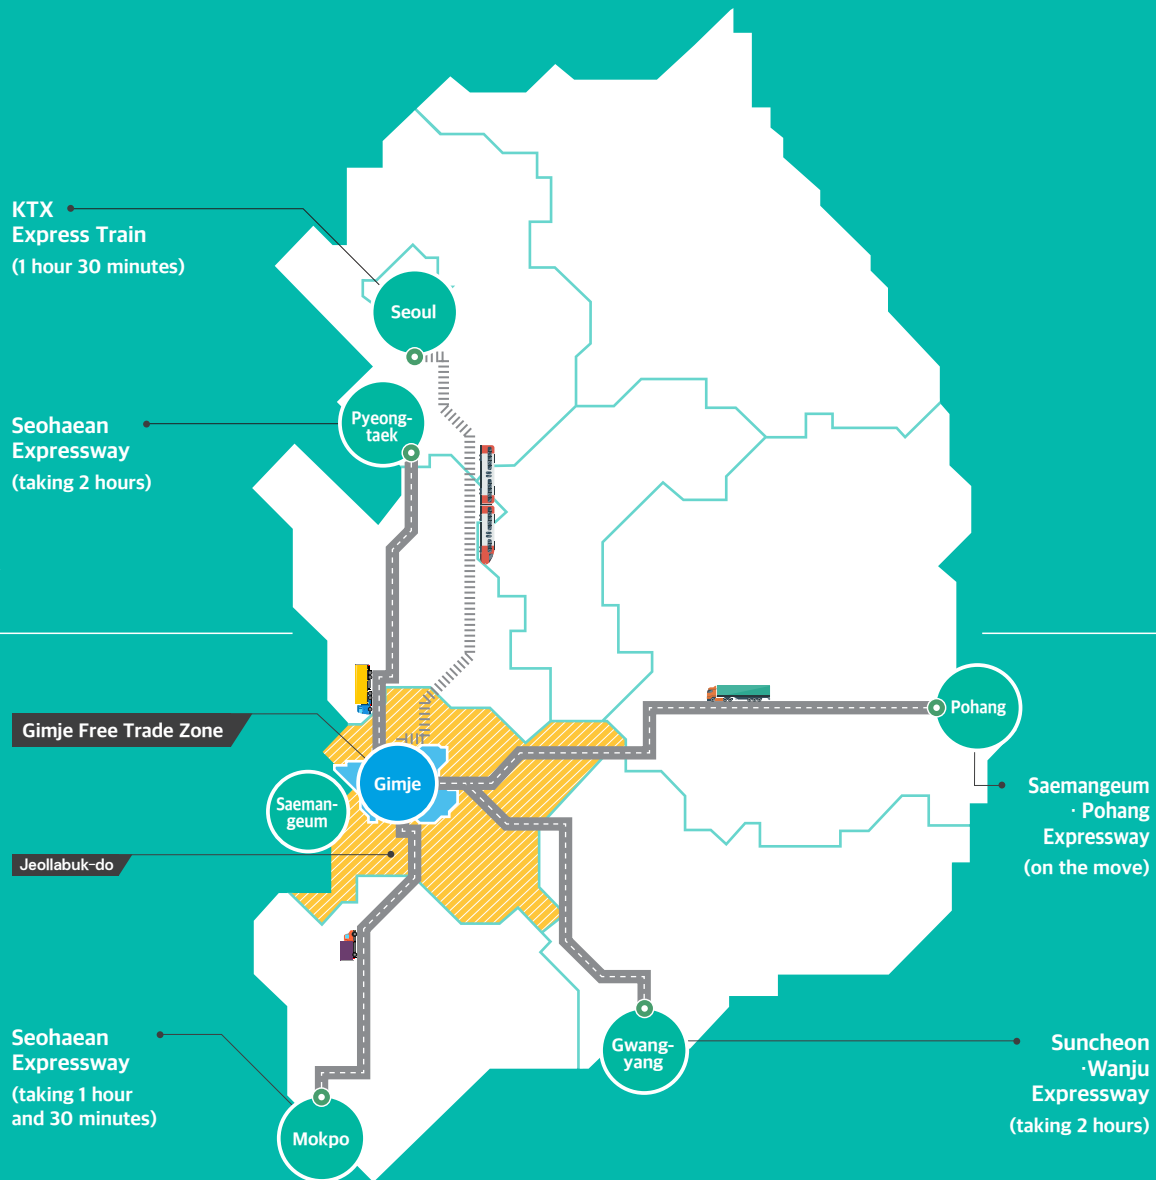 KTX
Express Train
(1 hour 30 minutes)
Seoul
Pyeong-
taek
Seohaean
Expressway
(taking 2 hours)
Gimje Free Trade Zone
Pohang
Gimje
Saeman-
geum
Saemangeum
· Pohang
Expressway
(on the move)
Jeollabuk-do
Seohaean
Expressway
(taking 1 hour
and 30 minutes)
Mokpo
Gwang-
yang
Suncheon
·Wanju
Expressway
(taking 2 hours)